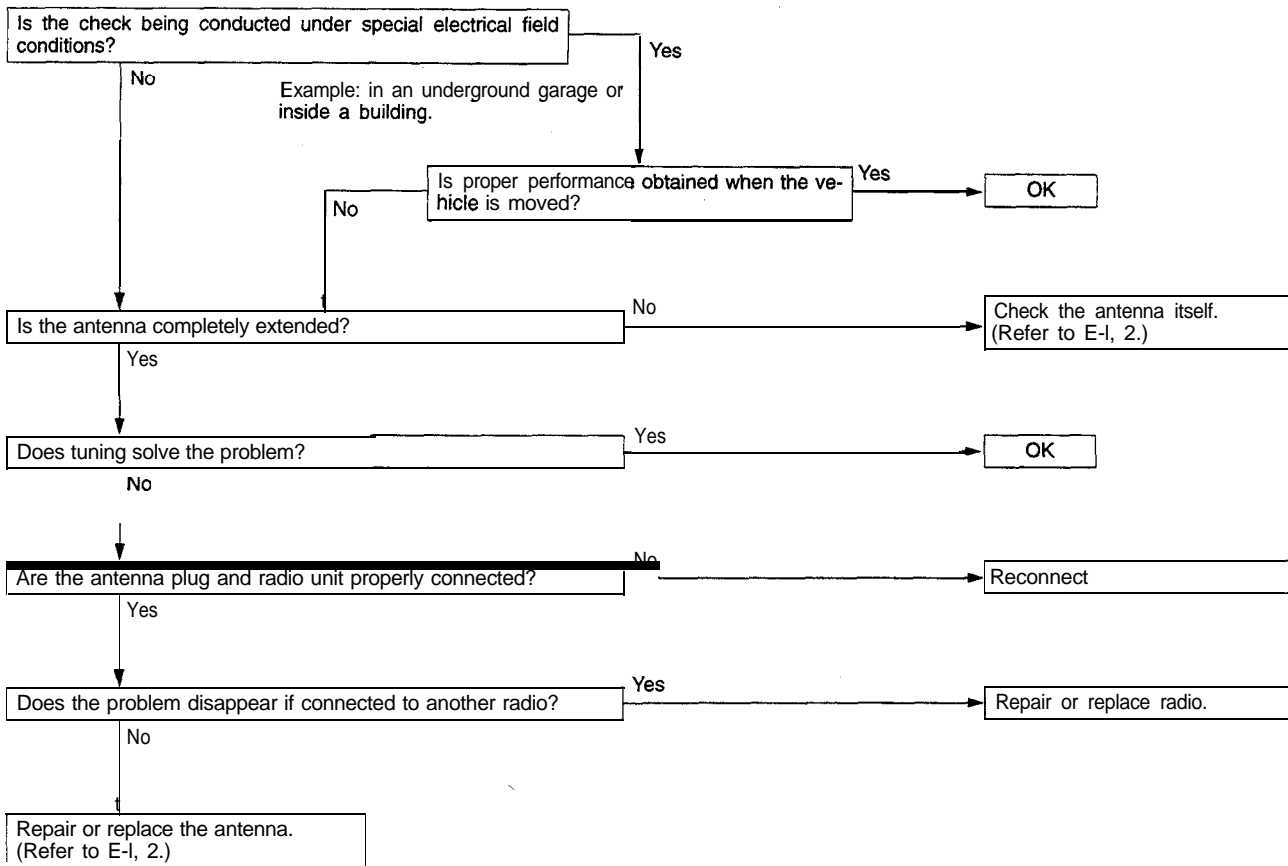 Is the check being conducted under special electrical field
conditions?
Yes
No
Example: in an underground garage or
inside a building.
Is proper performance obtained when the ve-
hicle is moved?
Yes
OK
No
Is the antenna completely extended?
No
Check the antenna itself.
(Refer to E-l, 2.)
Yes
Does tuning solve the problem?
Yes
OK
No
Are the antenna plug and radio unit properly connected?
No
Reconnect
Yes
Does the problem disappear if connected to another radio?
Yes
Repair or replace radio.
No
Repair or replace the antenna.
(Refer to E-l, 2.)